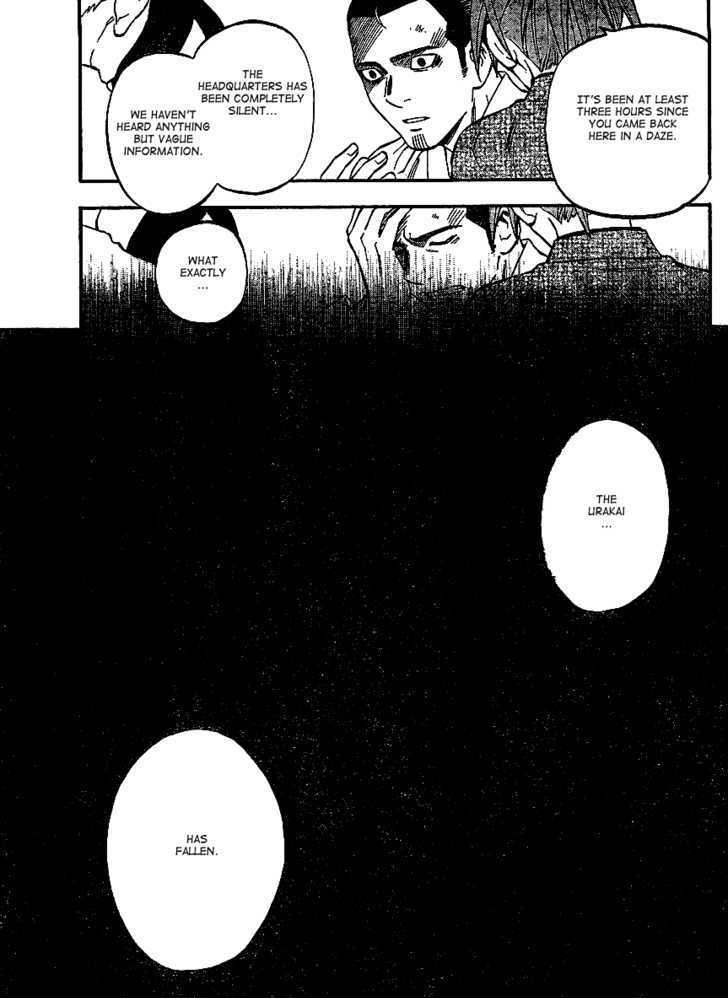 IT'S BEEN AT LEAST
THREE HOURS SINCE
YOU CAME BACK
HERE IN A DAZE.
THE
HEADQUARTERS HAS
BEEN COMPLETELY
SILENT...
WE HAVEN'T
HEARD ANYTHING
BUT VAGUE
INFORMATION.
WHAT
EXACTLY
...
THE
URAKAI
...
HAS
FALLEN.